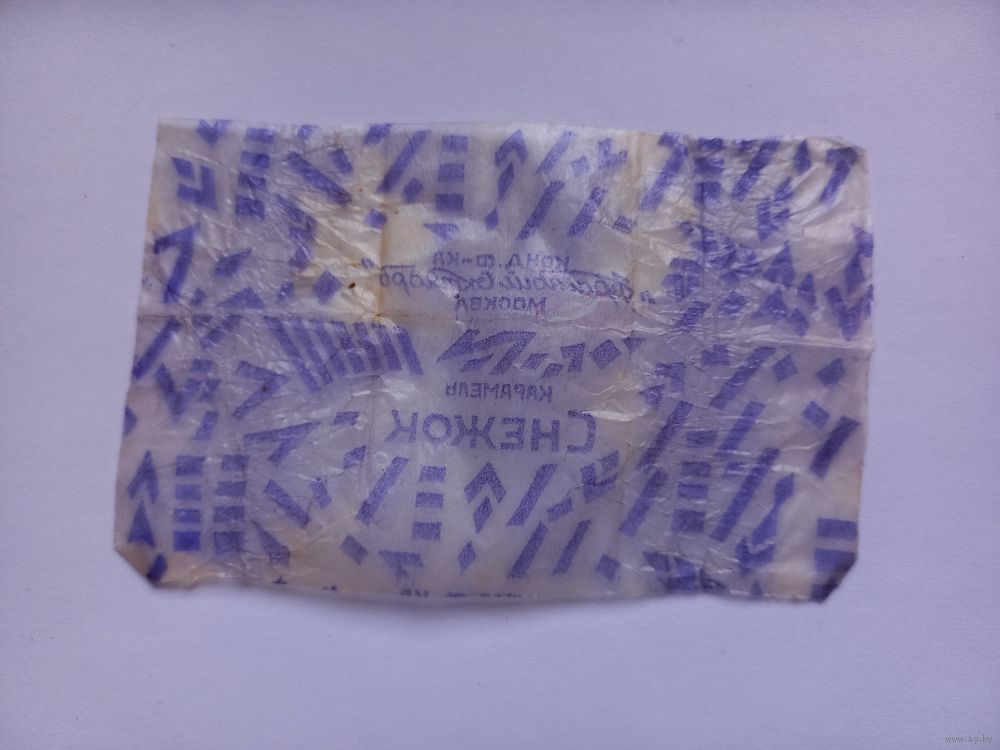 КОНД. Ф-КА
„Красный Октябрь“
МОСКВА
КАРАМЕЛЬ
СНЕЖОК
www.ay.by